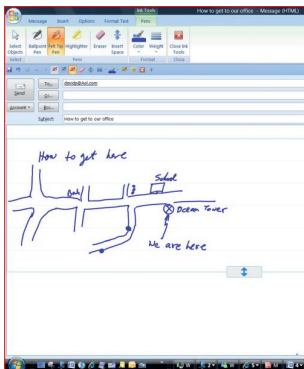 Ink Tools
How to get to our office - Message (HTML)
Message Insert Options Format Text Pens
Select Objects
Ballpoint Pen
Felt Tip Pen
Highlighter
Eraser
Insert Space
Color
Weight
Close Ink Tools
Select Pens Format Close
Send
To...
davidp@Aol.com
Cc...
Account
Bcc...
Subject: How to get to our office
How to get here
School
Bank
Ocean Tower
We are here